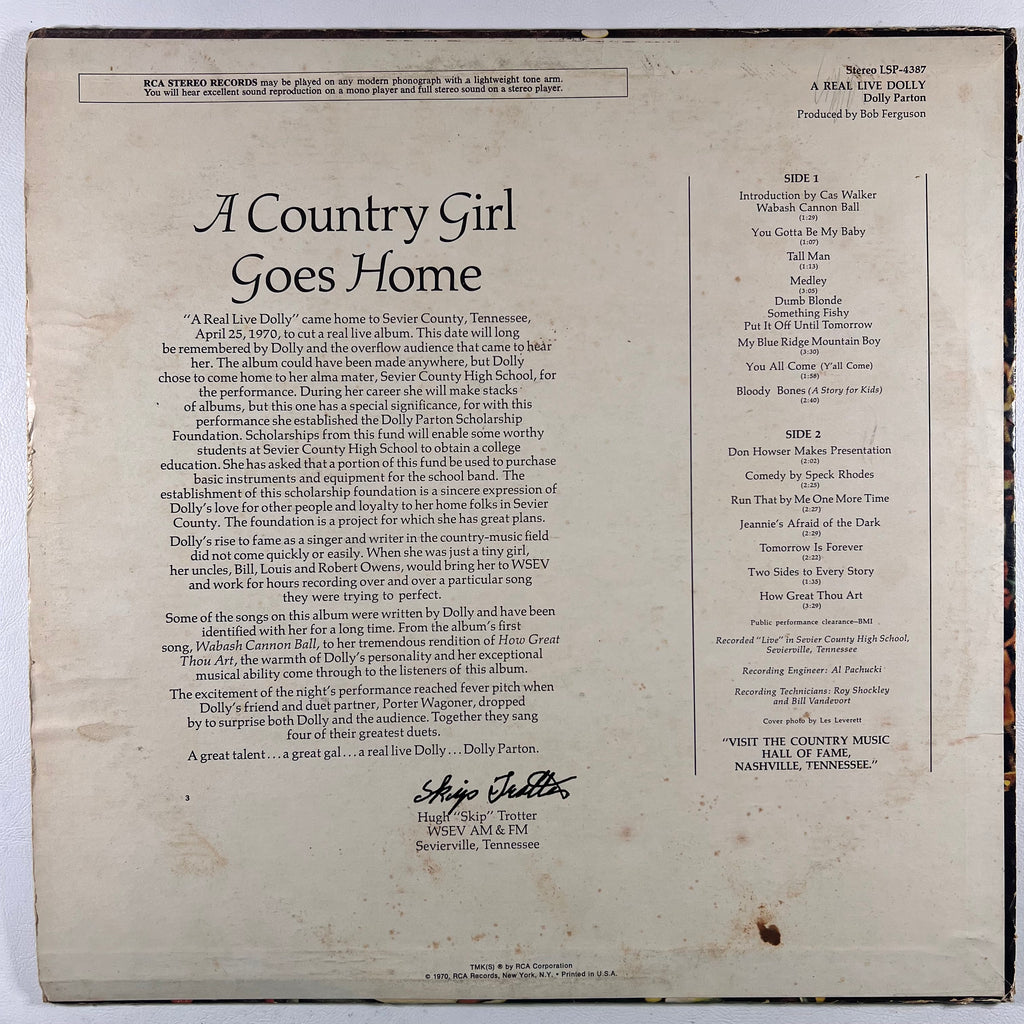 RCA STEREO RECORDS may be played on any modern phonograph with a lightweight tone arm.
You will hear excellent sound reproduction on a mono player and full stereo sound on a stereo player.
Stereo LSP-4387
A REAL LIVE DOLLY
Dolly Parton
Produced by Bob Ferguson
A Country Girl
Goes Home
"A Real Live Dolly" came home to Sevier County, Tennessee,
April 25, 1970, to cut a real live album. This date will long
be remembered by Dolly and the overflow audience that came to hear
her. The album could have been made anywhere, but Dolly
chose to come home to her alma mater, Sevier County High School, for
the performance. During her career she will make stacks
of albums, but this one has a special significance, for with this
performance she established the Dolly Parton Scholarship
Foundation. Scholarships from this fund will enable some worthy
students at Sevier County High School to obtain a college
education. She has asked that a portion of this fund be used to purchase
basic instruments and equipment for the school band. The
establishment of this scholarship foundation is a sincere expression of
Dolly's love for other people and loyalty to her home folks in Sevier
County. The foundation is a project for which she has great plans.
Dolly's rise to fame as a singer and writer in the country-music field
did not come quickly or easily. When she was just a tiny girl,
her uncles, Bill, Louis and Robert Owens, would bring her to WSEV
and work for hours recording over and over a particular song
they were trying to perfect.
Some of the songs on this album were written by Dolly and have been
identified with her for a long time. From the album's first
song, Wabash Cannon Ball, to her tremendous rendition of How Great
Thou Art, the warmth of Dolly's personality and her exceptional
musical ability come through to the listeners of this album.
The excitement of the night's performance reached fever pitch when
Dolly's friend and duet partner, Porter Wagoner, dropped
by to surprise both Dolly and the audience. Together they sang
four of their greatest duets.
A great talent...a great gal...a real live Dolly...Dolly Parton.
Skip Trotter
Hugh "Skip" Trotter
WSEV AM & FM
Sevierville, Tennessee
3
SIDE 1
Introduction by Cas Walker
Wabash Cannon Ball
(1:29)
You Gotta Be My Baby
(1:07)
Tall Man
(1:13)
Medley
(3:05)
Dumb Blonde
Something Fishy
Put It Off Until Tomorrow
My Blue Ridge Mountain Boy
(3:30)
You All Come (Y'all Come)
(1:58)
Bloody Bones (A Story for Kids)
(2:40)
SIDE 2
Don Howser Makes Presentation
(2:02)
Comedy by Speck Rhodes
(2:25)
Run That by Me One More Time
(2:27)
Jeannie's Afraid of the Dark
(2:29)
Tomorrow Is Forever
(2:22)
Two Sides to Every Story
(1:35)
How Great Thou Art
(3:29)
Public performance clearance—BMI
Recorded "Live" in Sevier County High School,
Sevierville, Tennessee
Recording Engineer: Al Pachucki
Recording Technicians: Roy Shockley
and Bill Vandevort
Cover photo by Les Leverett
"VISIT THE COUNTRY MUSIC
HALL OF FAME,
NASHVILLE, TENNESSEE."
TMK(S) ® by RCA Corporation
© 1970, RCA Records, New York, N.Y. • Printed in U.S.A.